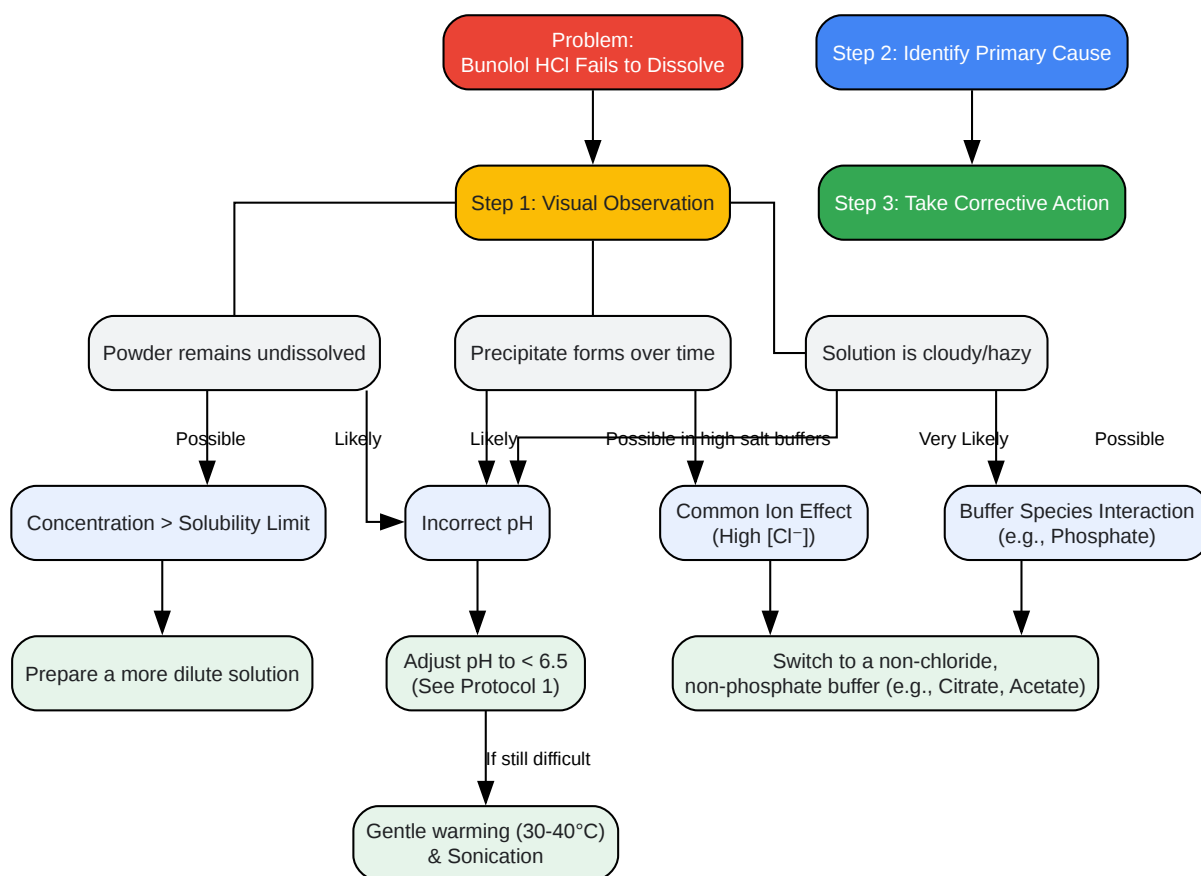 Problem:
Bunolol HCl Fails to Dissolve
Step 2: Identify Primary Cause
Step 1: Visual Observation
Step 3: Take Corrective Action
Powder remains undissolved
Precipitate forms over time
Solution is cloudy/hazy
Possible
Likely
Likely
Possible in high salt buffers
Very Likely
Possible
Concentration > Solubility Limit
Incorrect pH
Common Ion Effect
(High [Cl⁻])
Buffer Species Interaction
(e.g., Phosphate)
Prepare a more dilute solution
Adjust pH to < 6.5
(See Protocol 1)
Switch to a non-chloride,
non-phosphate buffer (e.g., Citrate, Acetate)
If still difficult
Gentle warming (30-40°C)
& Sonication